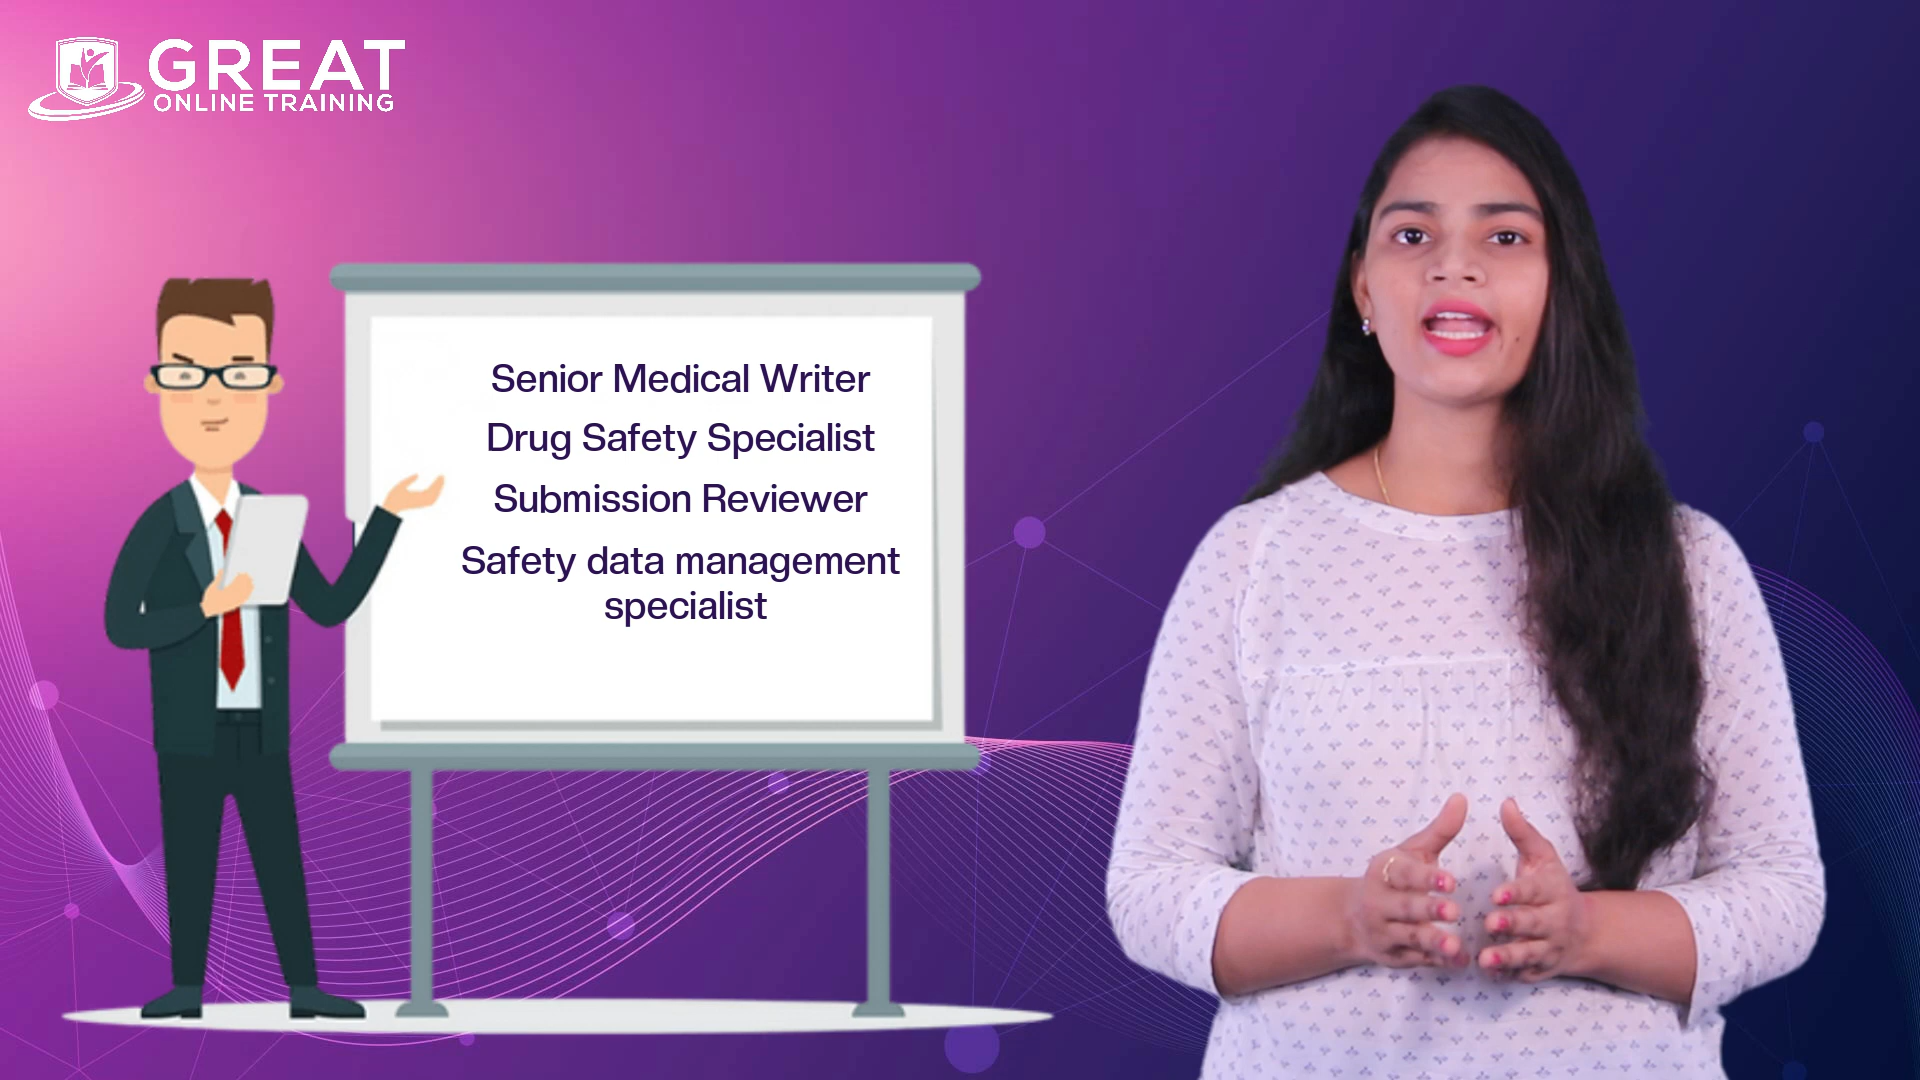 GREAT
ONLINE TRAINING
Senior Medical Writer
Drug Safety Specialist
Submission Reviewer
Safety data management
specialist